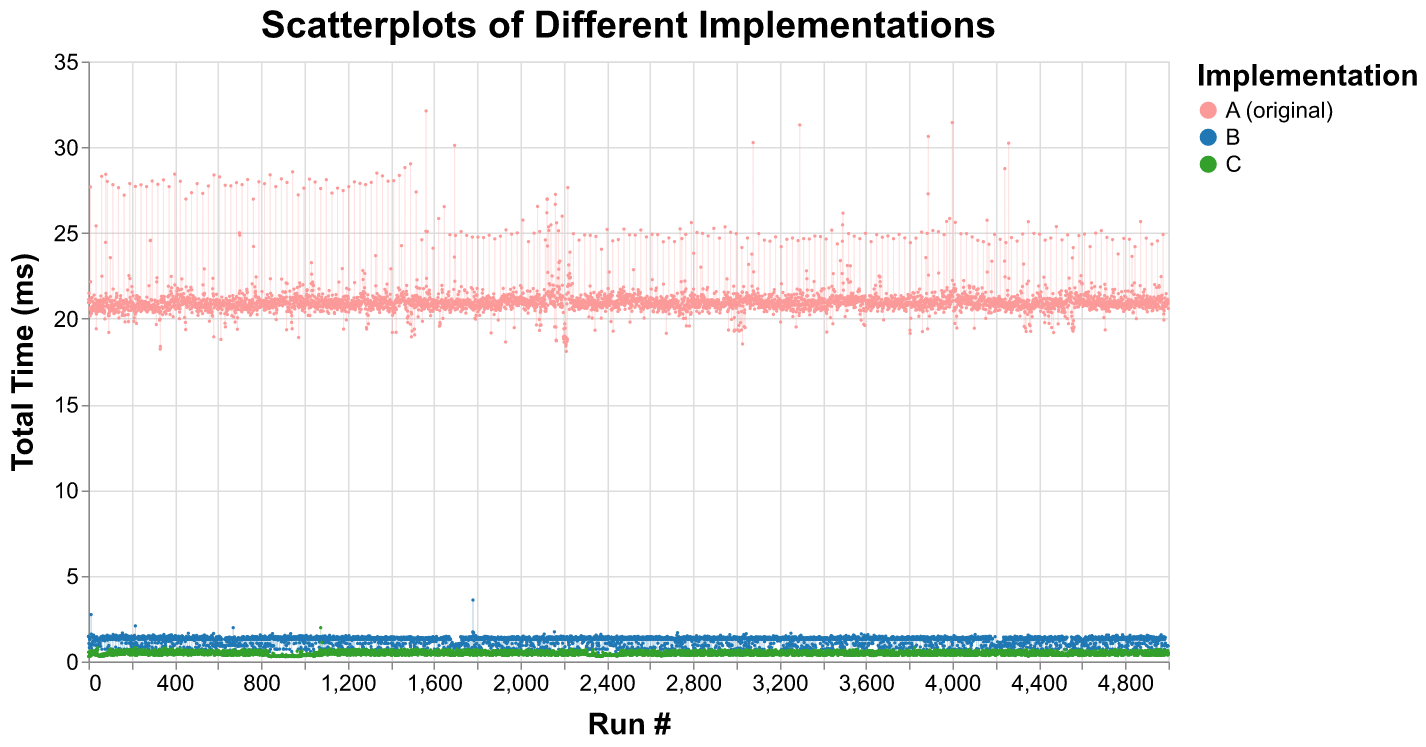 Scatterplots of Different Implementations
35
30
25
20
15
10
5
0
Total Time (ms)
0 400 800 1,200 1,600 2,000 2,400 2,800 3,200 3,600 4,000 4,400 4,800
Run #
Implementation
A (original)
B
C